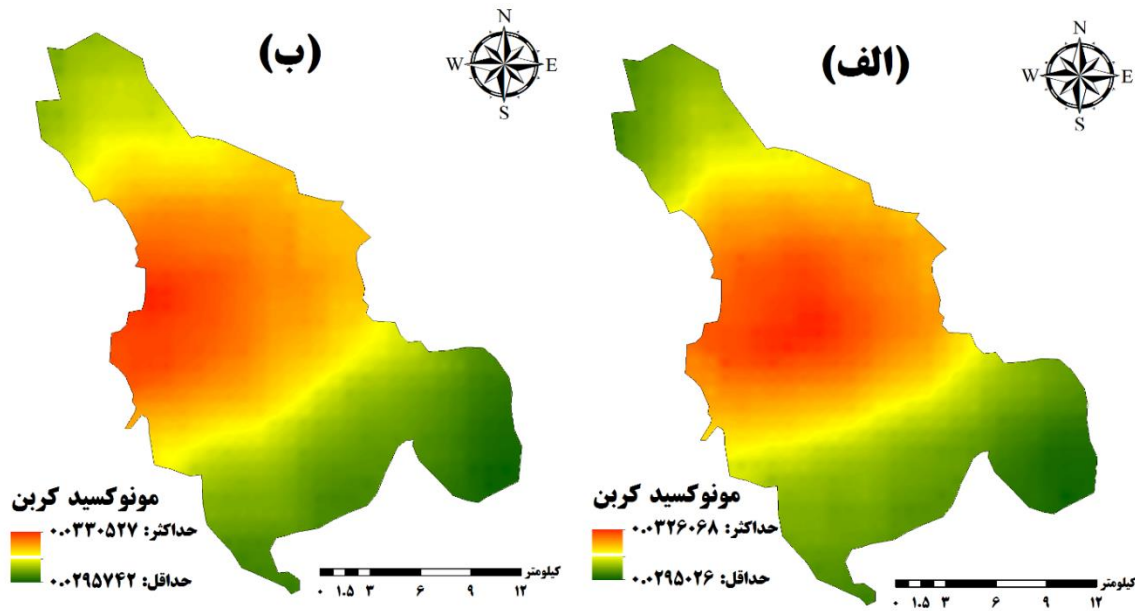 (الف)
N
W E
S
مونوکسید کربن
حداکثر: ۰.۰۳۲۶۰۶۸
حداقل: ۰.۰۲۹۵۰۲۶
کیلومتر
۰ ۱.۵ ۳ ۶ ۹ ۱۲
(ب)
N
W E
S
مونوکسید کربن
حداکثر: ۰.۰۳۳۰۵۲۷
حداقل: ۰.۰۲۹۵۷۴۲
کیلومتر
۰ ۱.۵ ۳ ۶ ۹ ۱۲